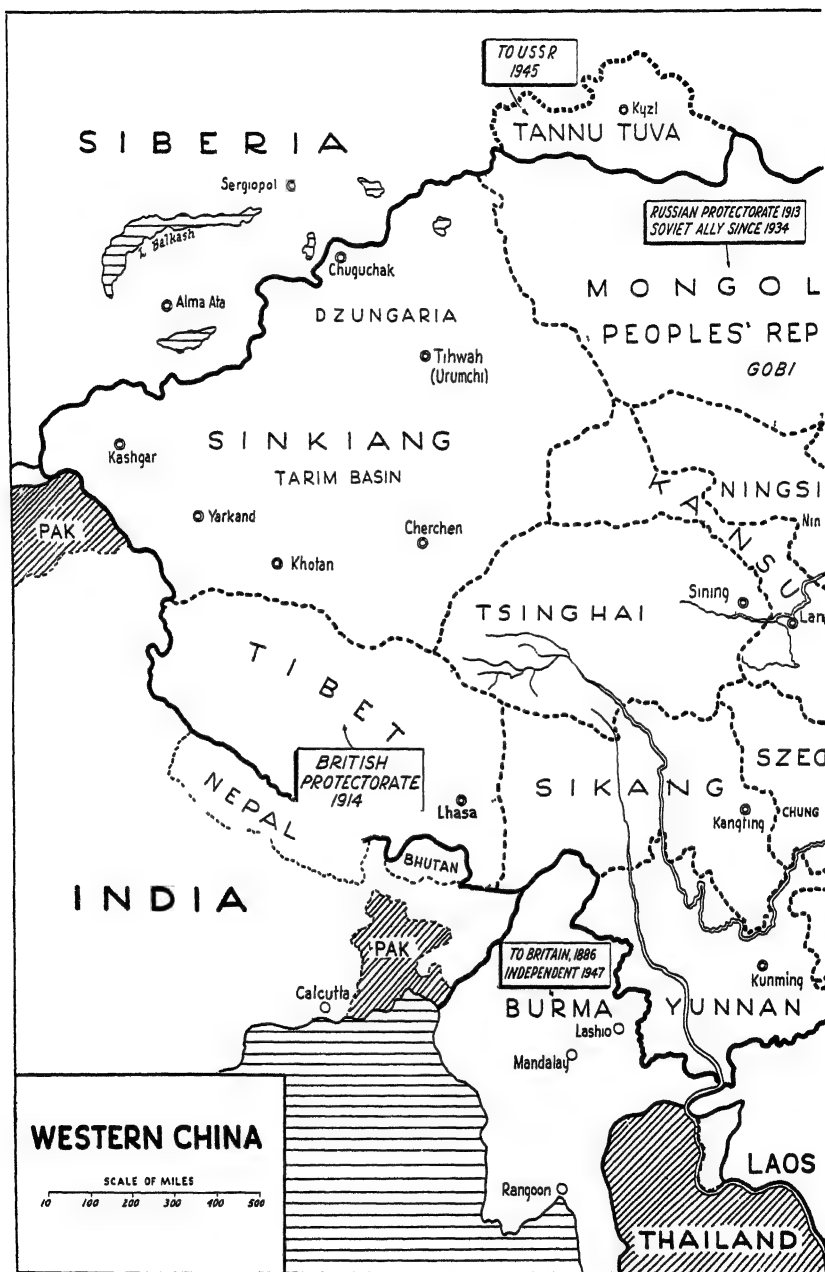 TO USSR
1945
Kyzl
TANNU TUVA
SIBERIA
Sergiopol
RUSSIAN PROTECTORATE 1913
SOVIET ALLY SINCE 1934
L. Balkash
Chuguchak
Alma Ata
DZUNGARIA
MONGOL
PEOPLES' REP
GOBI
Tihwah
(Urumchi)
SINKIANG
Kashgar
TARIM BASIN
KANSU
NINGSI
Nin
PAK
Yarkand
Cherchen
Khotan
Sining
TSINGHAI
Lan
TIBET
BRITISH
PROTECTORATE
1914
NEPAL
Lhasa
SIKANG
SZEC
Kangting
CHUNG
BHUTAN
INDIA
PAK
TO BRITAIN, 1886
INDEPENDENT 1947
Kunming
Calcutta
BURMA
YUNNAN
Lashio
Mandalay
WESTERN CHINA
SCALE OF MILES
10 100 200 300 400 500
Rangoon
LAOS
THAILAND